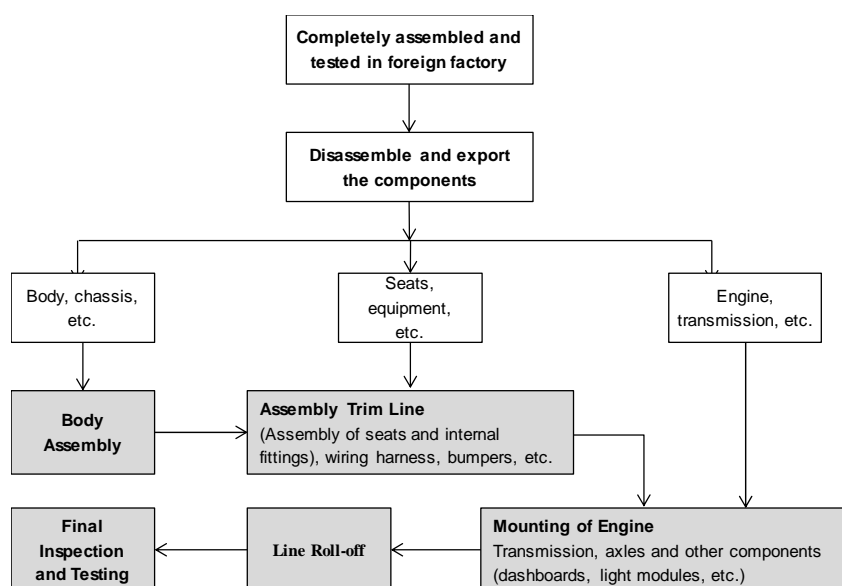 Completely assembled and
tested in foreign factory
Disassemble and export
the components
Body, chassis,
etc.
Seats,
equipment,
etc.
Engine,
transmission, etc.
Body
Assembly
Assembly Trim Line
(Assembly of seats and internal
fittings), wiring harness, bumpers, etc.
Final
Inspection
and Testing
Line Roll-off
Mounting of Engine
Transmission, axles and other components
(dashboards, light modules, etc.)